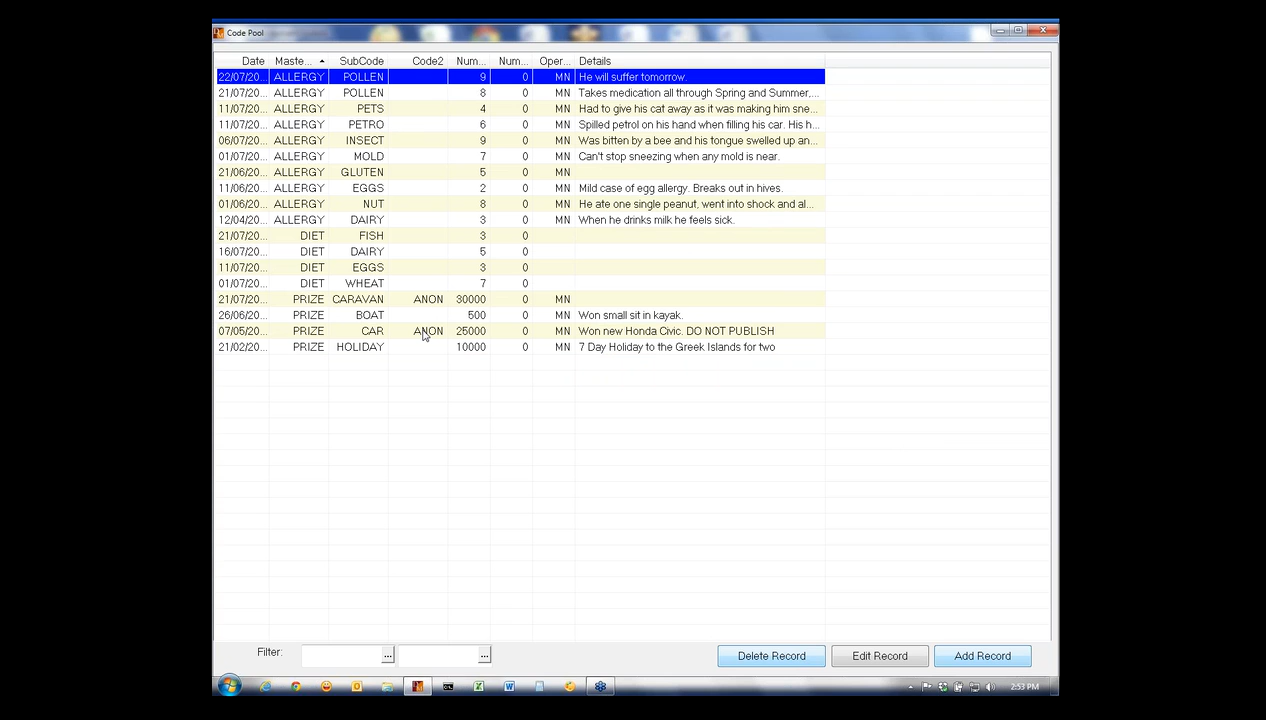 Code Pool
Date Maste... SubCode Code2 Num... Num... Oper... Details
22/07/20... ALLERGY POLLEN 9 0 MN He will suffer tomorrow.
21/07/20... ALLERGY POLLEN 8 0 MN Takes medication all through Spring and Summer,...
11/07/20... ALLERGY PETS 4 0 MN Had to give his cat away as it was making him sne...
11/07/20... ALLERGY PETRO 6 0 MN Spilled petrol on his hand when filling his car. His h...
06/07/20... ALLERGY INSECT 9 0 MN Was bitten by a bee and his tongue swelled up an...
01/07/20... ALLERGY MOLD 7 0 MN Can't stop sneezing when any mold is near.
21/06/20... ALLERGY GLUTEN 5 0 MN
11/06/20... ALLERGY EGGS 2 0 MN Mild case of egg allergy. Breaks out in hives.
01/06/20... ALLERGY NUT 8 0 MN He ate one single peanut, went into shock and al...
12/04/20... ALLERGY DAIRY 3 0 MN When he drinks milk he feels sick.
21/07/20... DIET FISH 3 0
16/07/20... DIET DAIRY 5 0
11/07/20... DIET EGGS 3 0
01/07/20... DIET WHEAT 7 0
21/07/20... PRIZE CARAVAN ANON 30000 0 MN
26/06/20... PRIZE BOAT 500 0 MN Won small sit in kayak.
07/05/20... PRIZE CAR ANON 25000 0 MN Won new Honda Civic. DO NOT PUBLISH
21/02/20... PRIZE HOLIDAY 10000 0 MN 7 Day Holiday to the Greek Islands for two
Filter: ... ... Delete Record Edit Record Add Record
2:53 PM